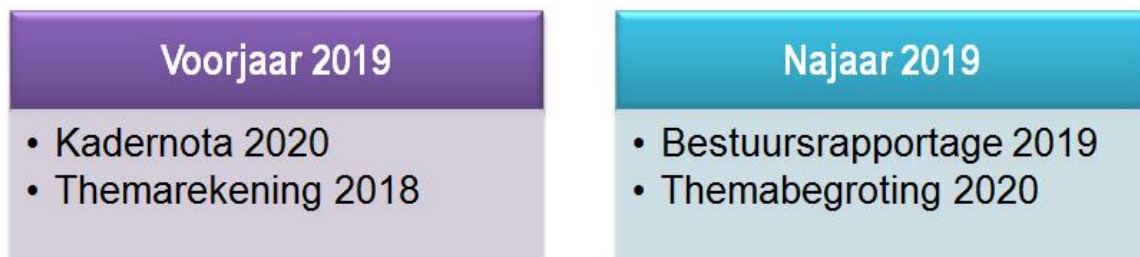 Voorjaar 2019
• Kadernota 2020
• Themarekening 2018
Najaar 2019
• Bestuursrapportage 2019
• Themabegroting 2020